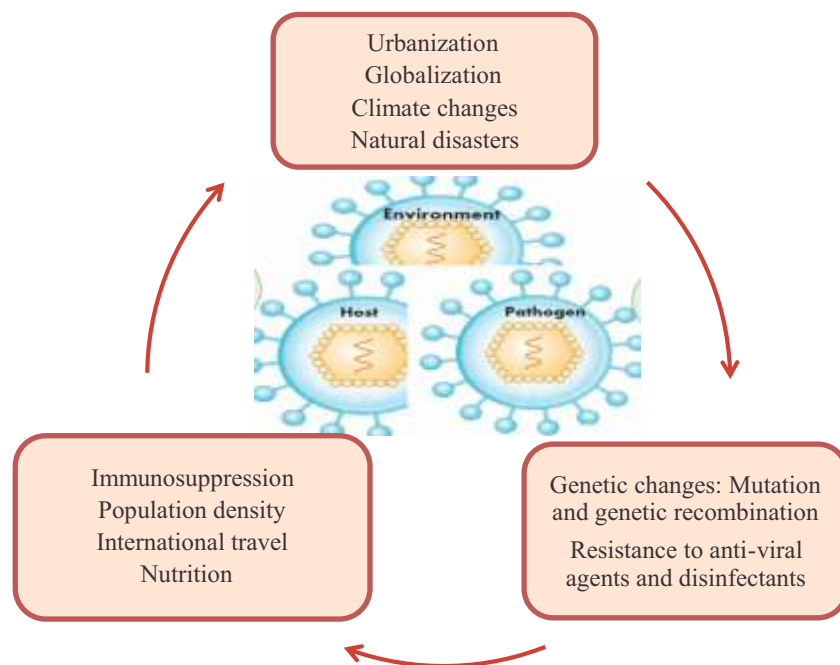 Urbanization
Globalization
Climate changes
Natural disasters
Environment
Host
Pathogen
Immunosuppression
Population density
International travel
Nutrition
Genetic changes: Mutation
and genetic recombination
Resistance to anti-viral
agents and disinfectants